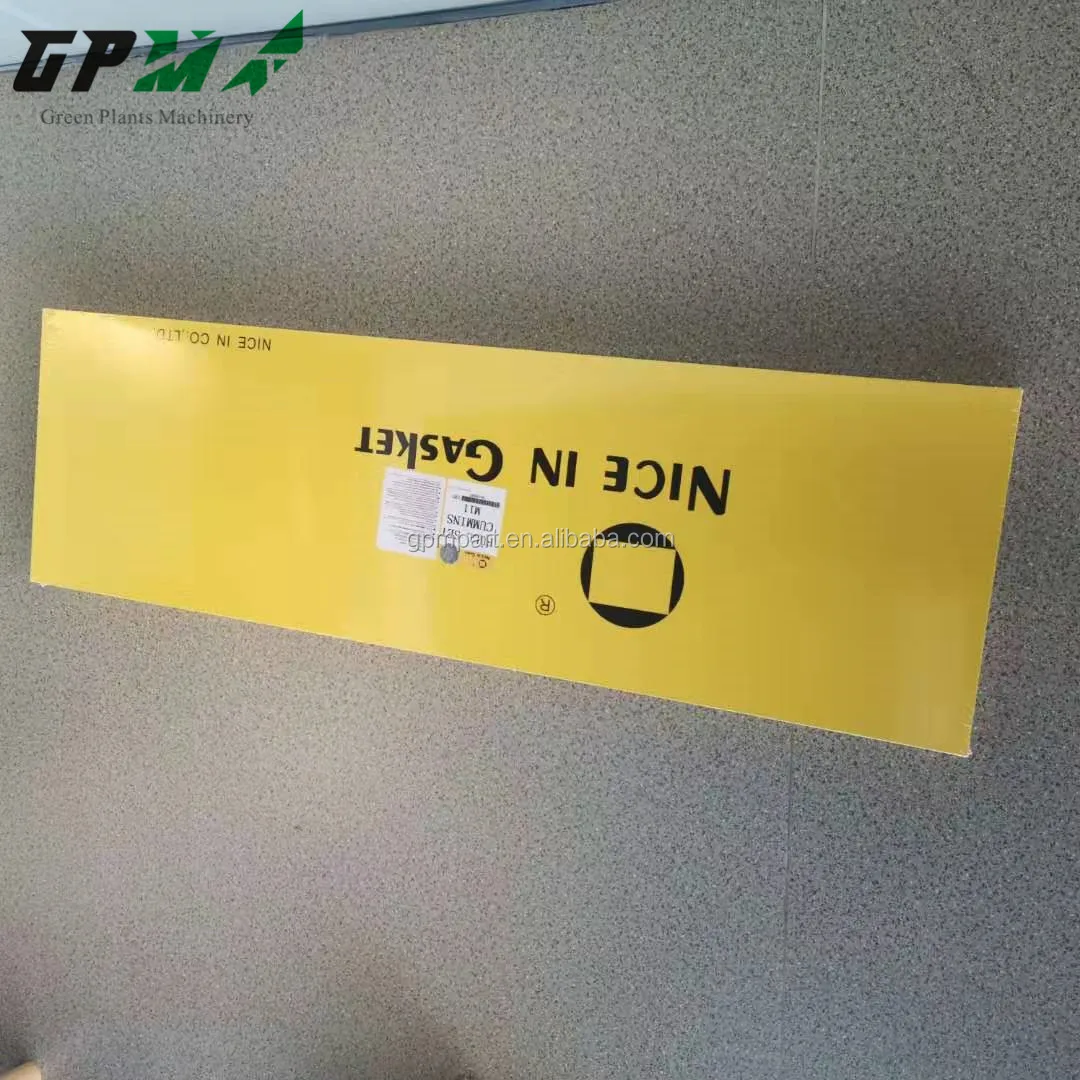 GPM
Green Plants Machinery
NICE IN CO.,LTD.
NICE IN GASKET
®
CUMMINS
M11
gpmpart.en.alibaba.com